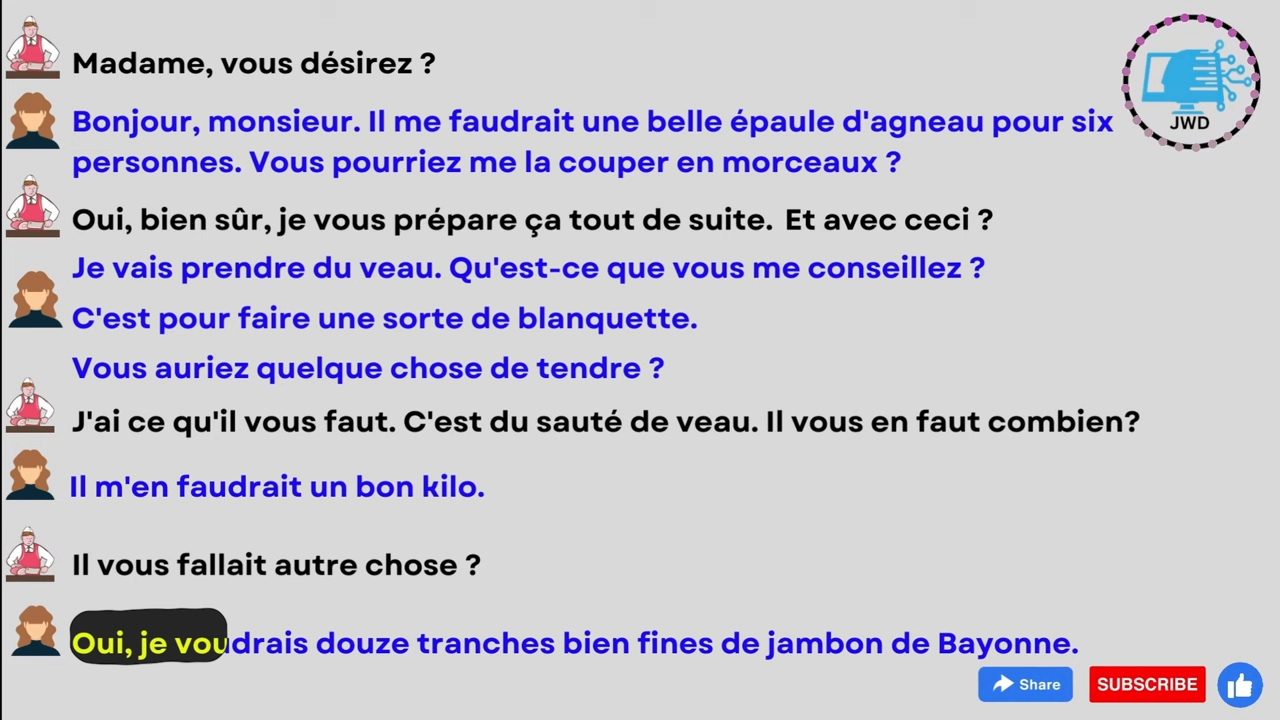 Madame, vous désirez ?
JWD
Bonjour, monsieur. Il me faudrait une belle épaule d'agneau pour six
personnes. Vous pourriez me la couper en morceaux ?
Oui, bien sûr, je vous prépare ça tout de suite. Et avec ceci ?
Je vais prendre du veau. Qu'est-ce que vous me conseillez ?
C'est pour faire une sorte de blanquette.
Vous auriez quelque chose de tendre ?
J'ai ce qu'il vous faut. C'est du sauté de veau. Il vous en faut combien?
Il m'en faudrait un bon kilo.
Il vous fallait autre chose ?
Oui, je voudrais douze tranches bien fines de jambon de Bayonne.
Share
SUBSCRIBE